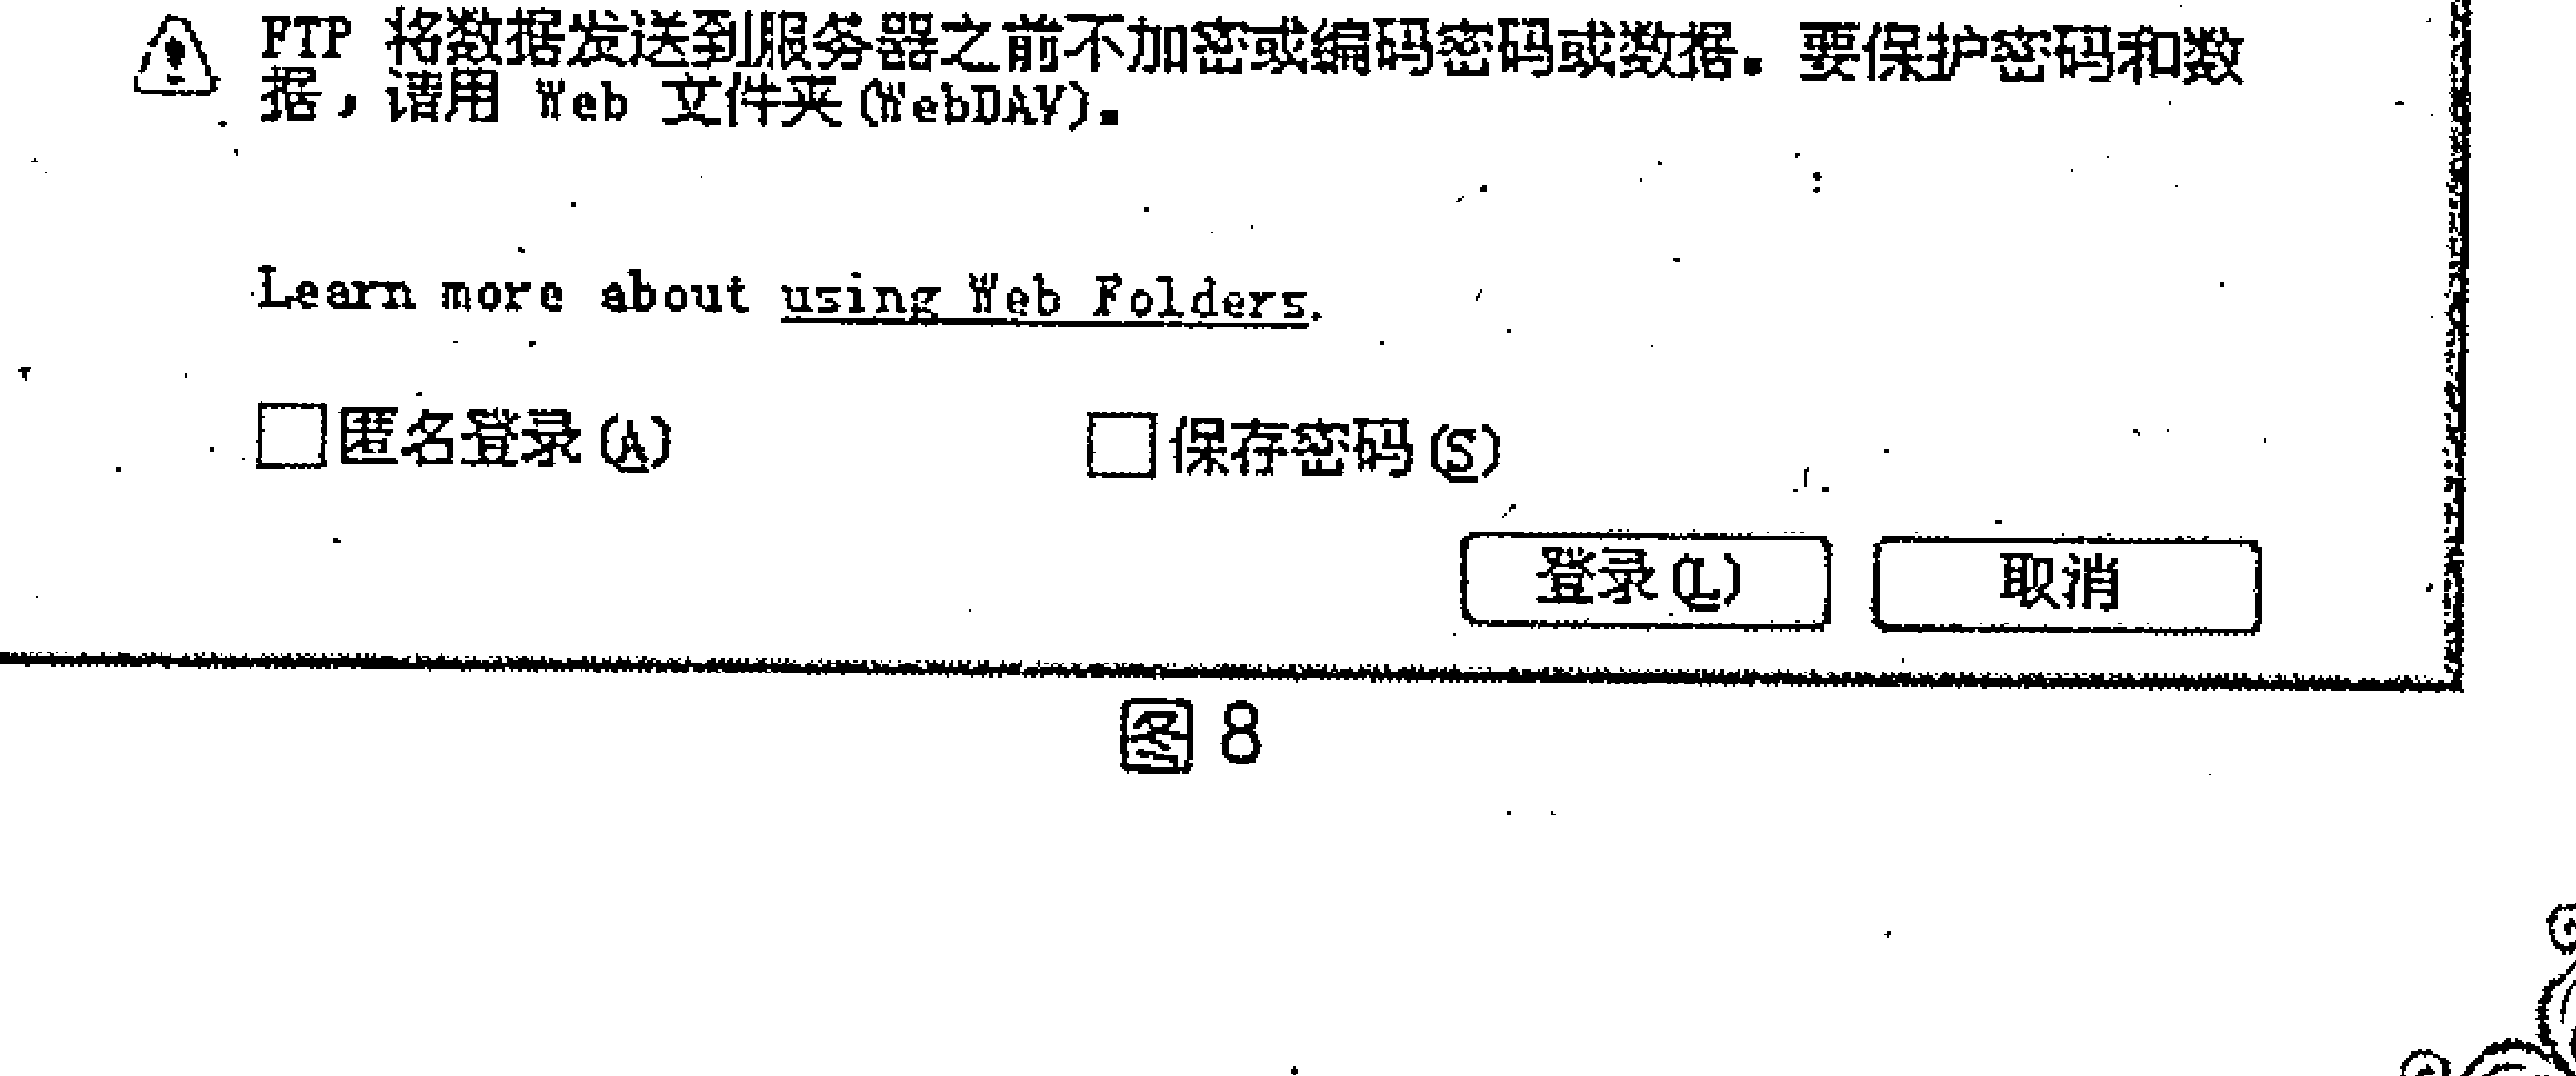 FTP 将数据发送到服务器之前不加密或编码密码或数据。要保护密码和数
据，请用 Web 文件夹(WebDAV)。
Learn more about using Web Folders.
匿名登录(A)
保存密码(S)
登录(L)
取消
图 8